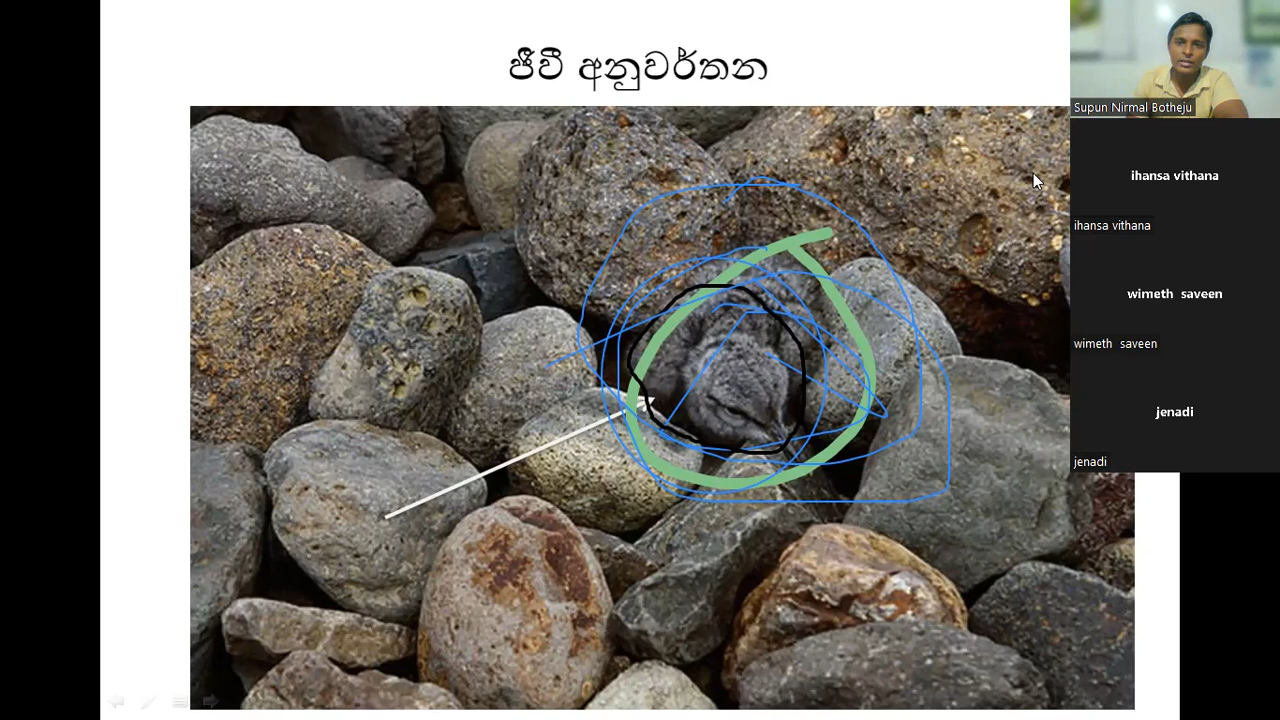 ජීවී අනුවර්තන
Supun Nirmal Botheju
ihansa vithana
ihansa vithana
wimeth saveen
wimeth saveen
jenadi
jenadi